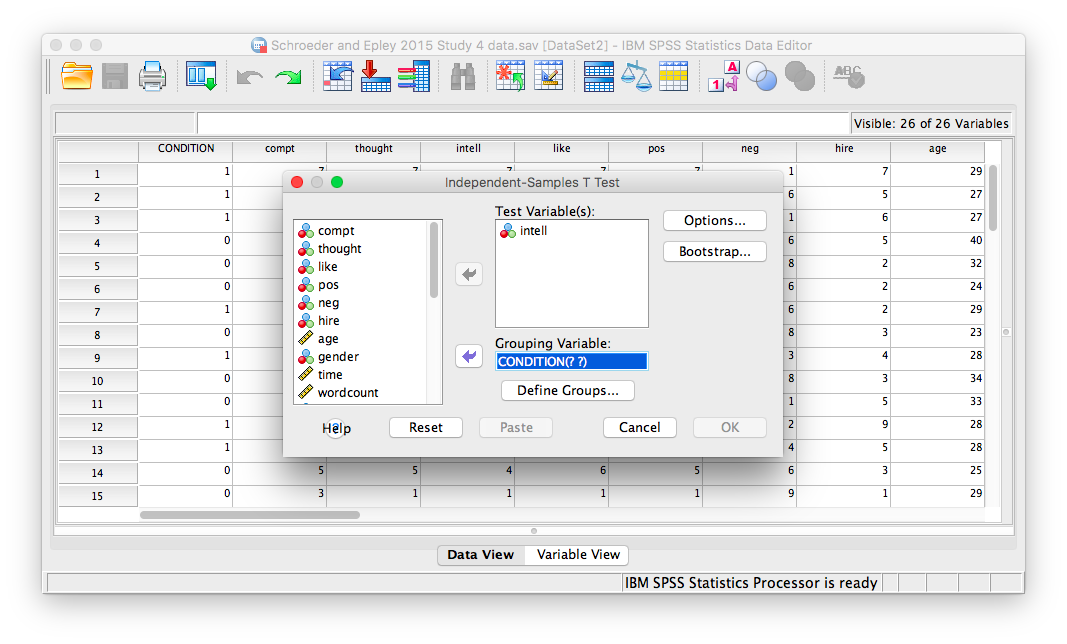 Schroeder and Epley 2015 Study 4 data.sav [DataSet2] - IBM SPSS Statistics Data Editor
A
1
ABC
Visible: 26 of 26 Variables
CONDITION compt thought intell like pos neg hire age
1 1 7 7 7 7 7 1 7 29
2 1 6 5 27
3 1 1 6 27
4 0 6 5 40
5 0 8 2 32
6 0 6 2 24
7 1 6 2 29
8 0 8 3 23
9 1 3 4 28
10 0 8 3 34
11 0 1 5 33
12 1 2 9 28
13 1 4 5 28
14 0 5 5 4 6 5 6 3 25
15 0 3 1 1 1 1 9 1 29
Independent-Samples T Test
compt
thought
like
pos
neg
hire
age
gender
time
wordcount
Test Variable(s):
intell
Grouping Variable:
CONDITION(? ?)
Define Groups...
Options...
Bootstrap...
Help Reset Paste Cancel OK
Data View Variable View
IBM SPSS Statistics Processor is ready